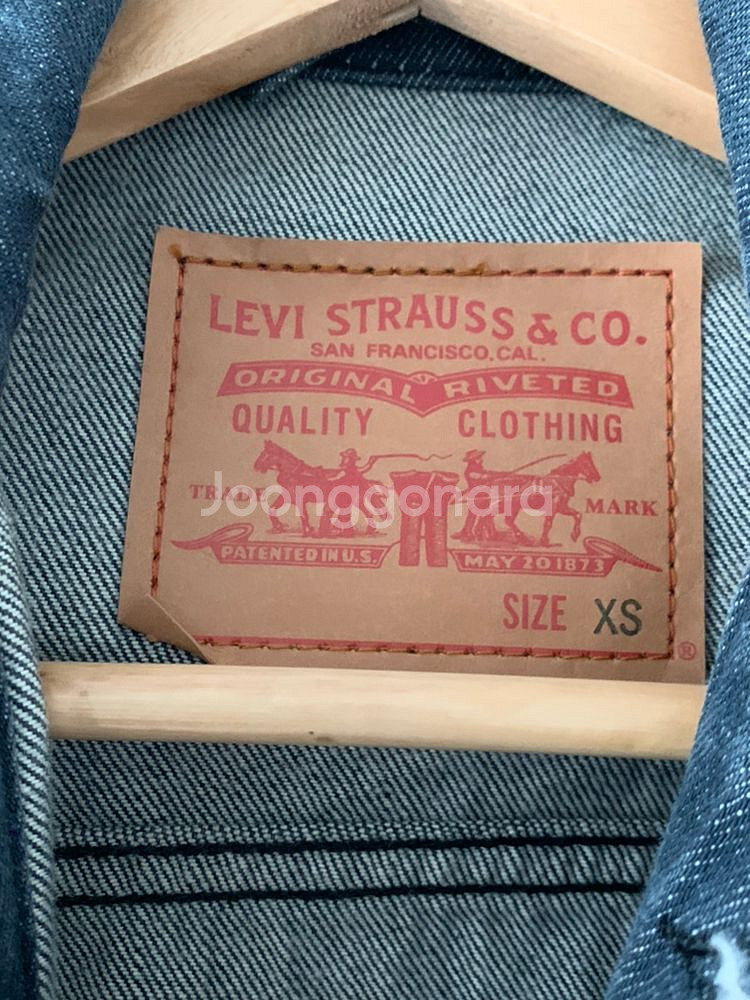 LEVI STRAUSS & CO.
SAN FRANCISCO, CAL.
ORIGINAL RIVETED
QUALITY CLOTHING
TRADE MARK
Joonggonara
PATENTED IN U.S. MAY 20 1873
SIZE XS
®